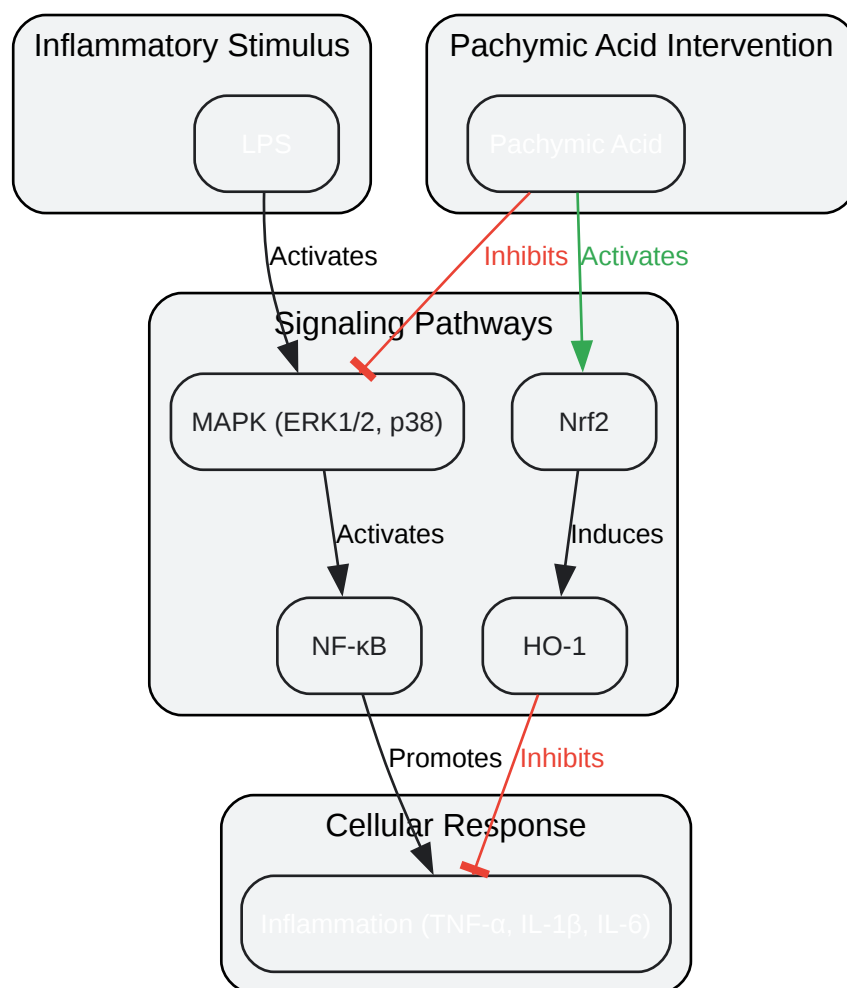 Inflammatory Stimulus
Pachymic Acid Intervention
LPS
Pachymic Acid
Activates
Inhibits
Activates
Signaling Pathways
MAPK (ERK1/2, p38)
Nrf2
Activates
Induces
NF-κB
HO-1
Promotes
Inhibits
Cellular Response
Inflammation (TNF-α, IL-1β, IL-6)